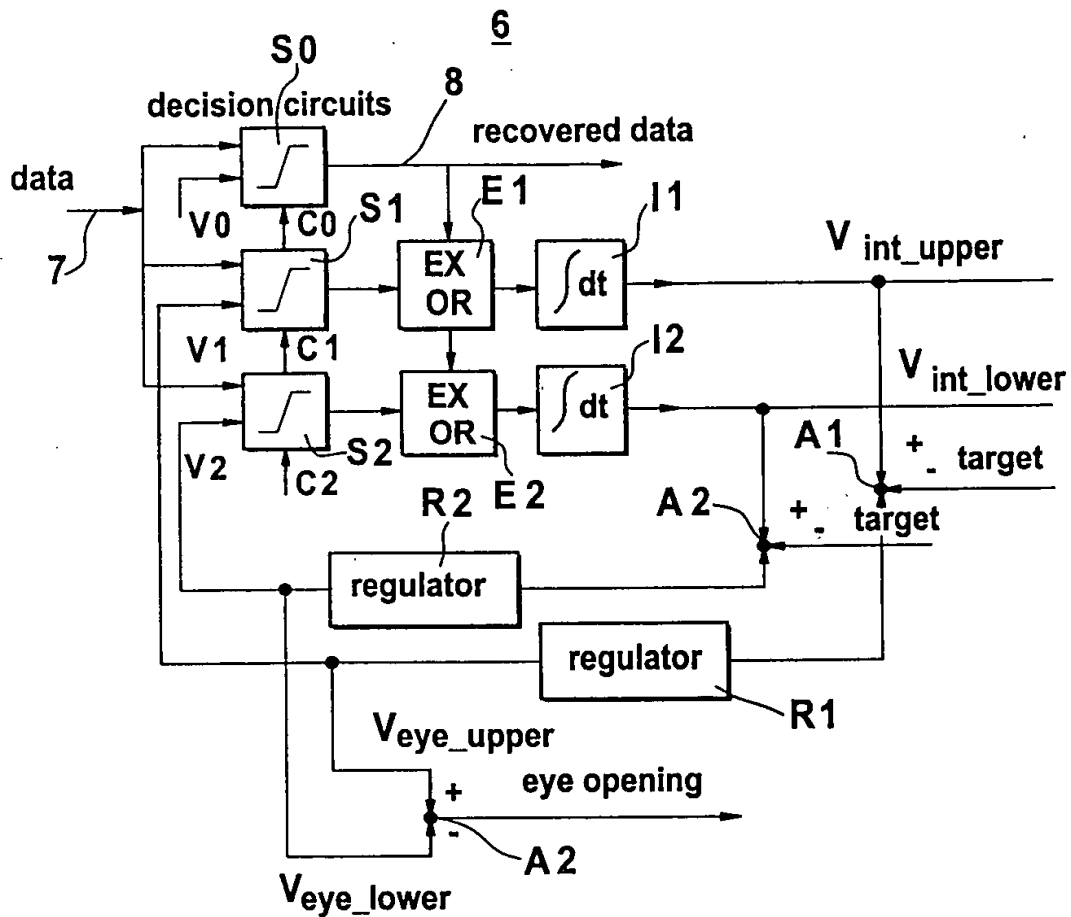 6
S0
decision circuits
8
recovered data
data
7
V0
C0
S1
E1
I1
EX
OR
∫dt
V int_upper
V1
C1
I2
EX
OR
∫dt
V int_lower
V2
S2
C2
E2
R2
A1
+
-
target
A2
+
-
target
regulator
regulator
R1
Veye_upper
+
-
eye opening
A2
Veye_lower